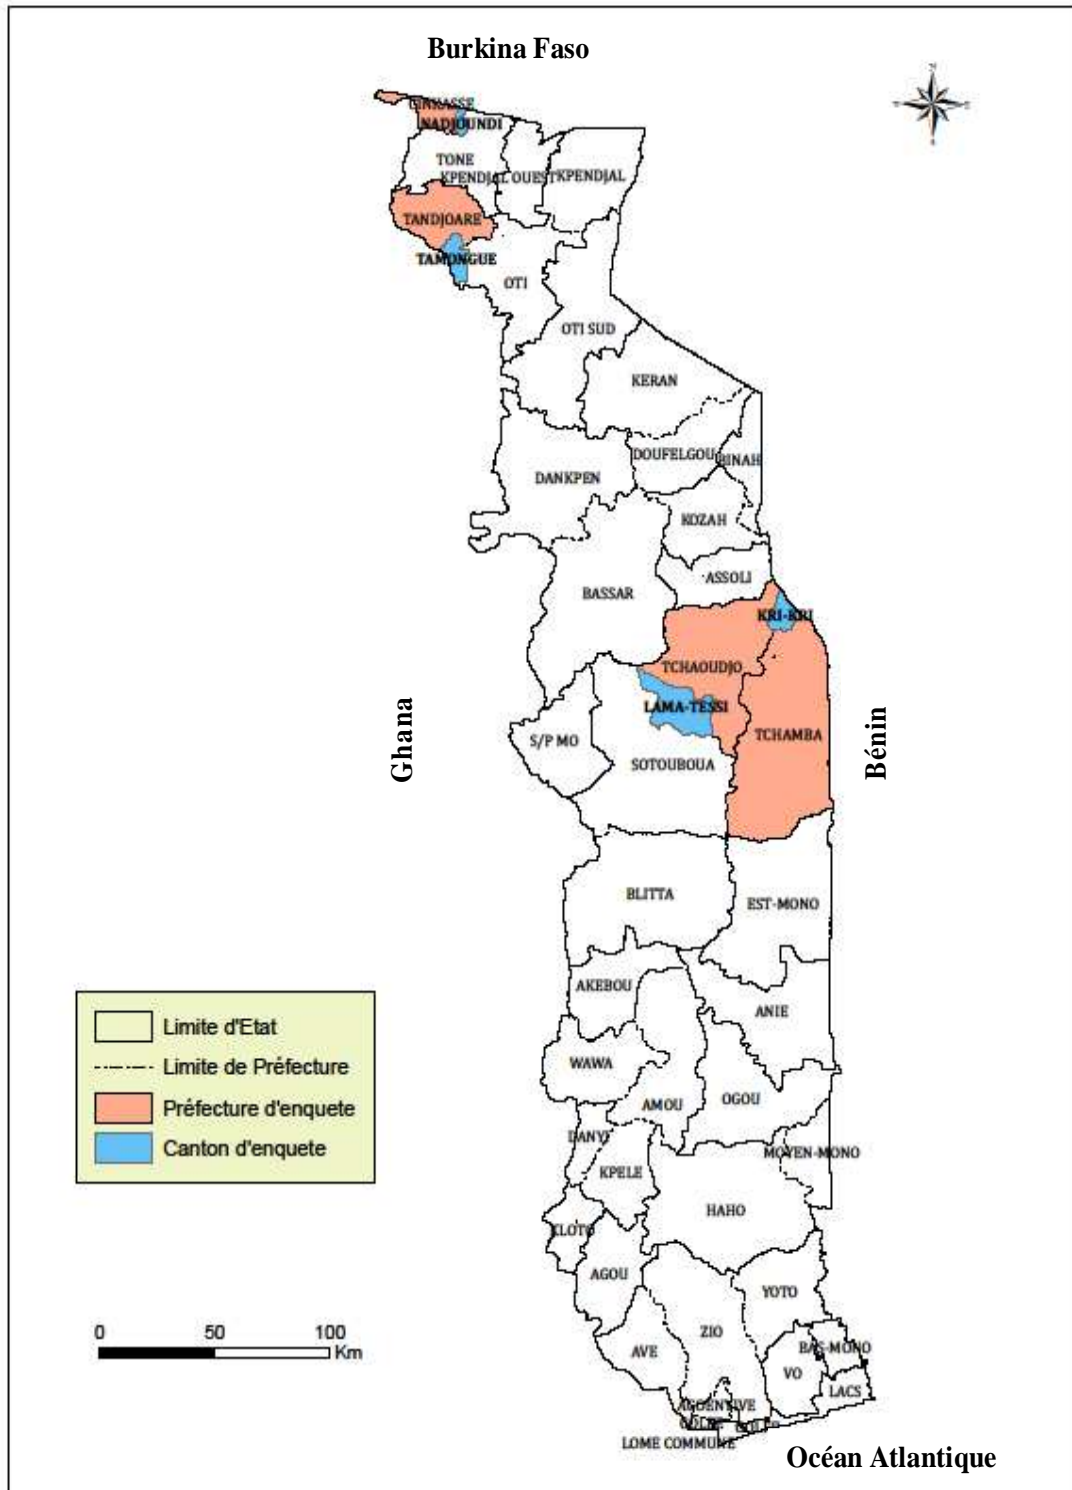 Burkina Faso
N
CINKASSE
NADJOUNDI
TONE
KPENDJAL OUEST
KPENDJAL
TANDJOARE
TAMONGUE
OTI
OTI SUD
KERAN
DOUFELGOU
BINAH
DANKPEN
KOZAH
ASSOLI
BASSAR
KRI-KRI
TCHAOUDJO
LAMA-TESSI
Ghana
Bénin
S/P MO
TCHAMBA
SOTOUBOUA
BLITTA
EST-MONO
AKEBOU
ANIE
WAWA
OGOU
AMOU
DANYI
MOYEN-MONO
KPELE
HAHO
KLOTO
AGOU
YOTO
ZIO
BAS-MONO
AVE
VO
LACS
AGOENYIVE
GOLFE
LOME COMMUNE
Limite d'Etat
Limite de Préfecture
Préfecture d'enquete
Canton d'enquete
0 50 100
Km
Océan Atlantique